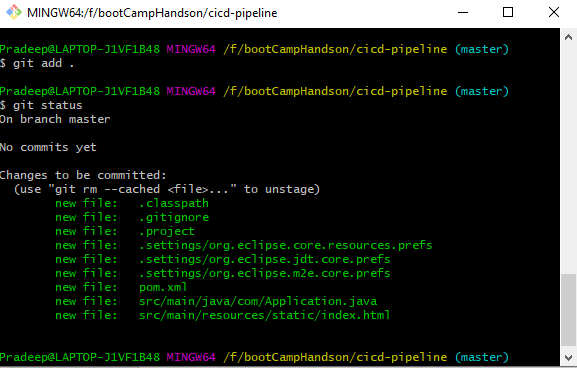 MINGW64:/f/bootCampHandson/cicd-pipeline
Pradeep@LAPTOP-J1VF1B48 MINGW64 /f/bootCampHandson/cicd-pipeline (master)
$ git add .
Pradeep@LAPTOP-J1VF1B48 MINGW64 /f/bootCampHandson/cicd-pipeline (master)
$ git status
On branch master
No commits yet
Changes to be committed:
  (use "git rm --cached <file>..." to unstage)
        new file:   .classpath
        new file:   .gitignore
        new file:   .project
        new file:   .settings/org.eclipse.core.resources.prefs
        new file:   .settings/org.eclipse.jdt.core.prefs
        new file:   .settings/org.eclipse.m2e.core.prefs
        new file:   pom.xml
        new file:   src/main/java/com/Application.java
        new file:   src/main/resources/static/index.html
Pradeep@LAPTOP-J1VF1B48 MINGW64 /f/bootCampHandson/cicd-pipeline (master)